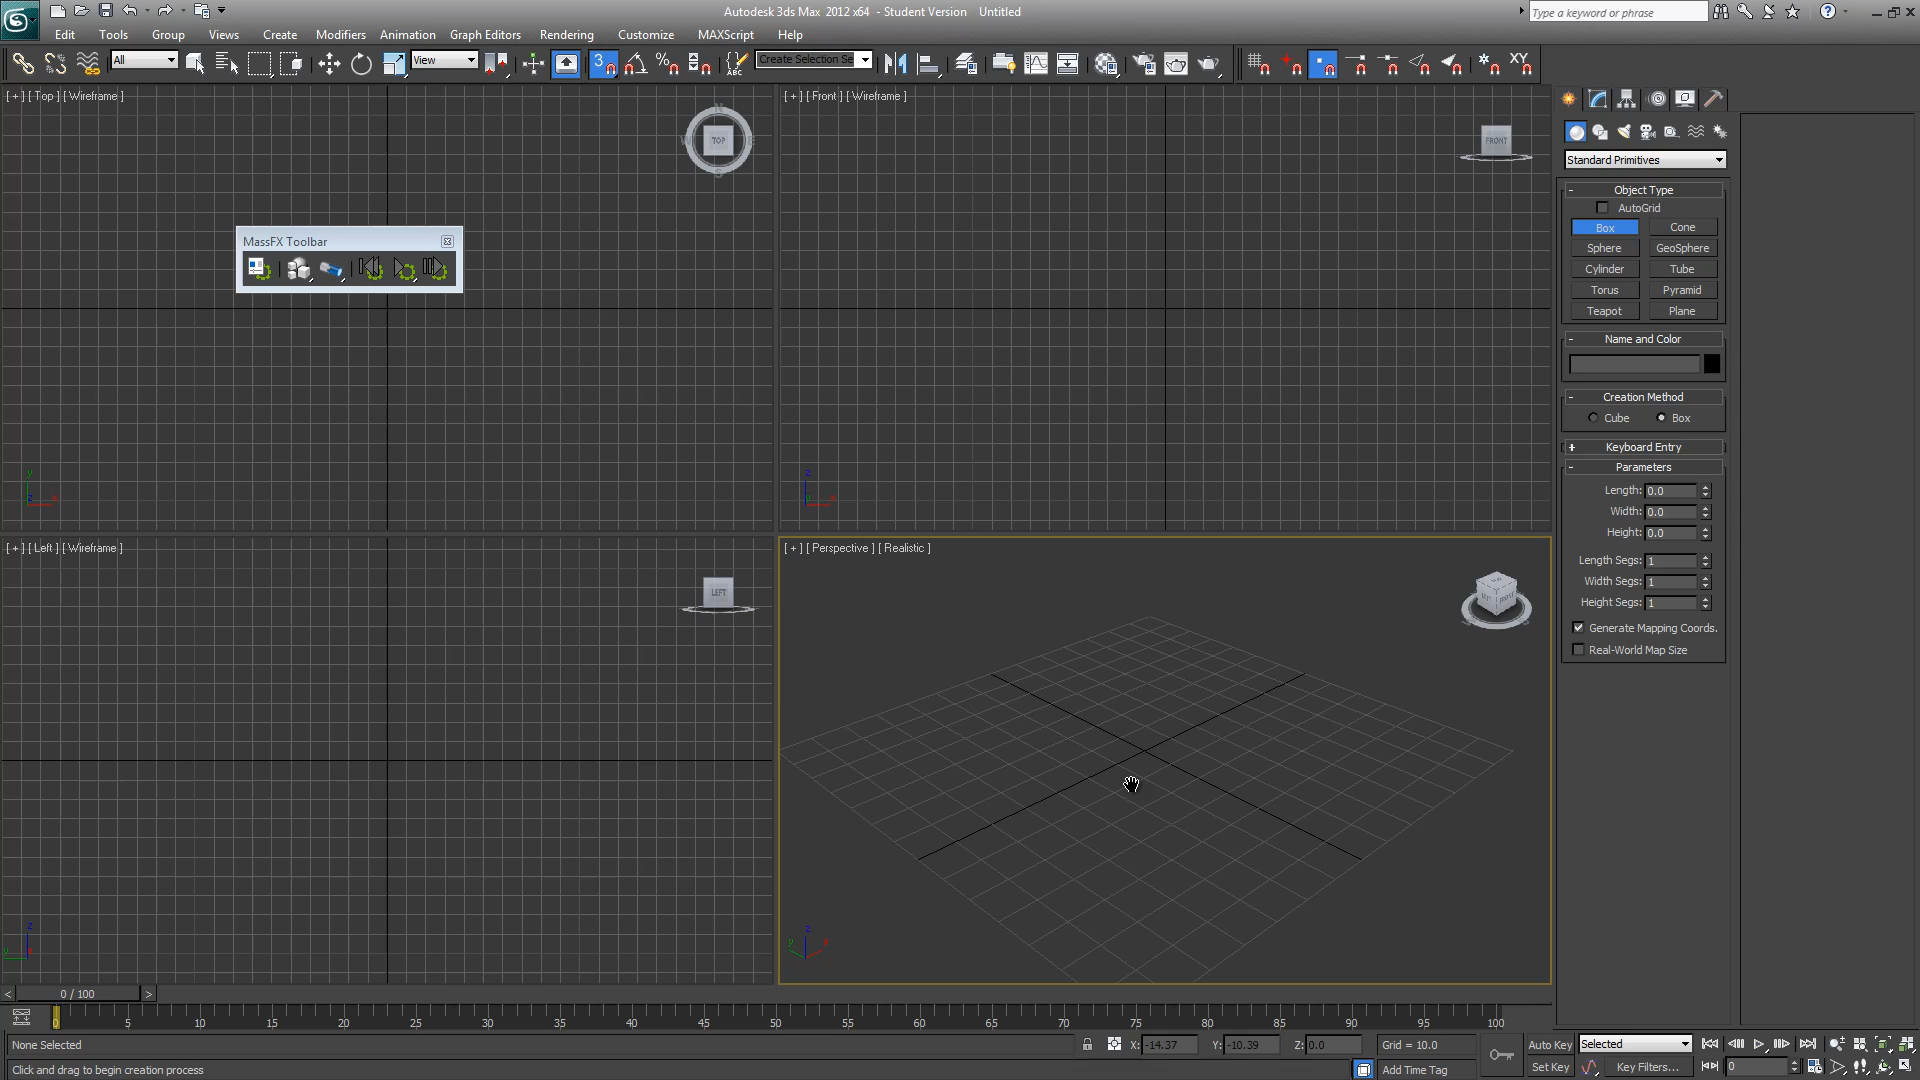 Autodesk 3ds Max 2012 x64 - Student Version Untitled
Type a keyword or phrase
Edit Tools Group Views Create Modifiers Animation Graph Editors Rendering Customize MAXScript Help
All View 3 ABC Create Selection Se XY
[ + ] [ Top ] [ Wireframe ]
N
TOP
S
[ + ] [ Front ] [ Wireframe ]
FRONT
MassFX Toolbar
y
z x
z
y x
[ + ] [ Left ] [ Wireframe ]
LEFT
z
y x
[ + ] [ Perspective ] [ Realistic ]
z
y x
Standard Primitives
- Object Type
AutoGrid
Box Cone
Sphere GeoSphere
Cylinder Tube
Torus Pyramid
Teapot Plane
- Name and Color
- Creation Method
Cube Box
+ Keyboard Entry
- Parameters
Length: 0.0
Width: 0.0
Height: 0.0
Length Segs: 1
Width Segs: 1
Height Segs: 1
Generate Mapping Coords.
Real-World Map Size
< 0 / 100 >
0 5 10 15 20 25 30 35 40 45 50 55 60 65 70 75 80 85 90 95 100
None Selected X: -14.37 Y: -10.39 Z: 0.0 Grid = 10.0 Auto Key Selected
Click and drag to begin creation process Add Time Tag Set Key Key Filters... 0